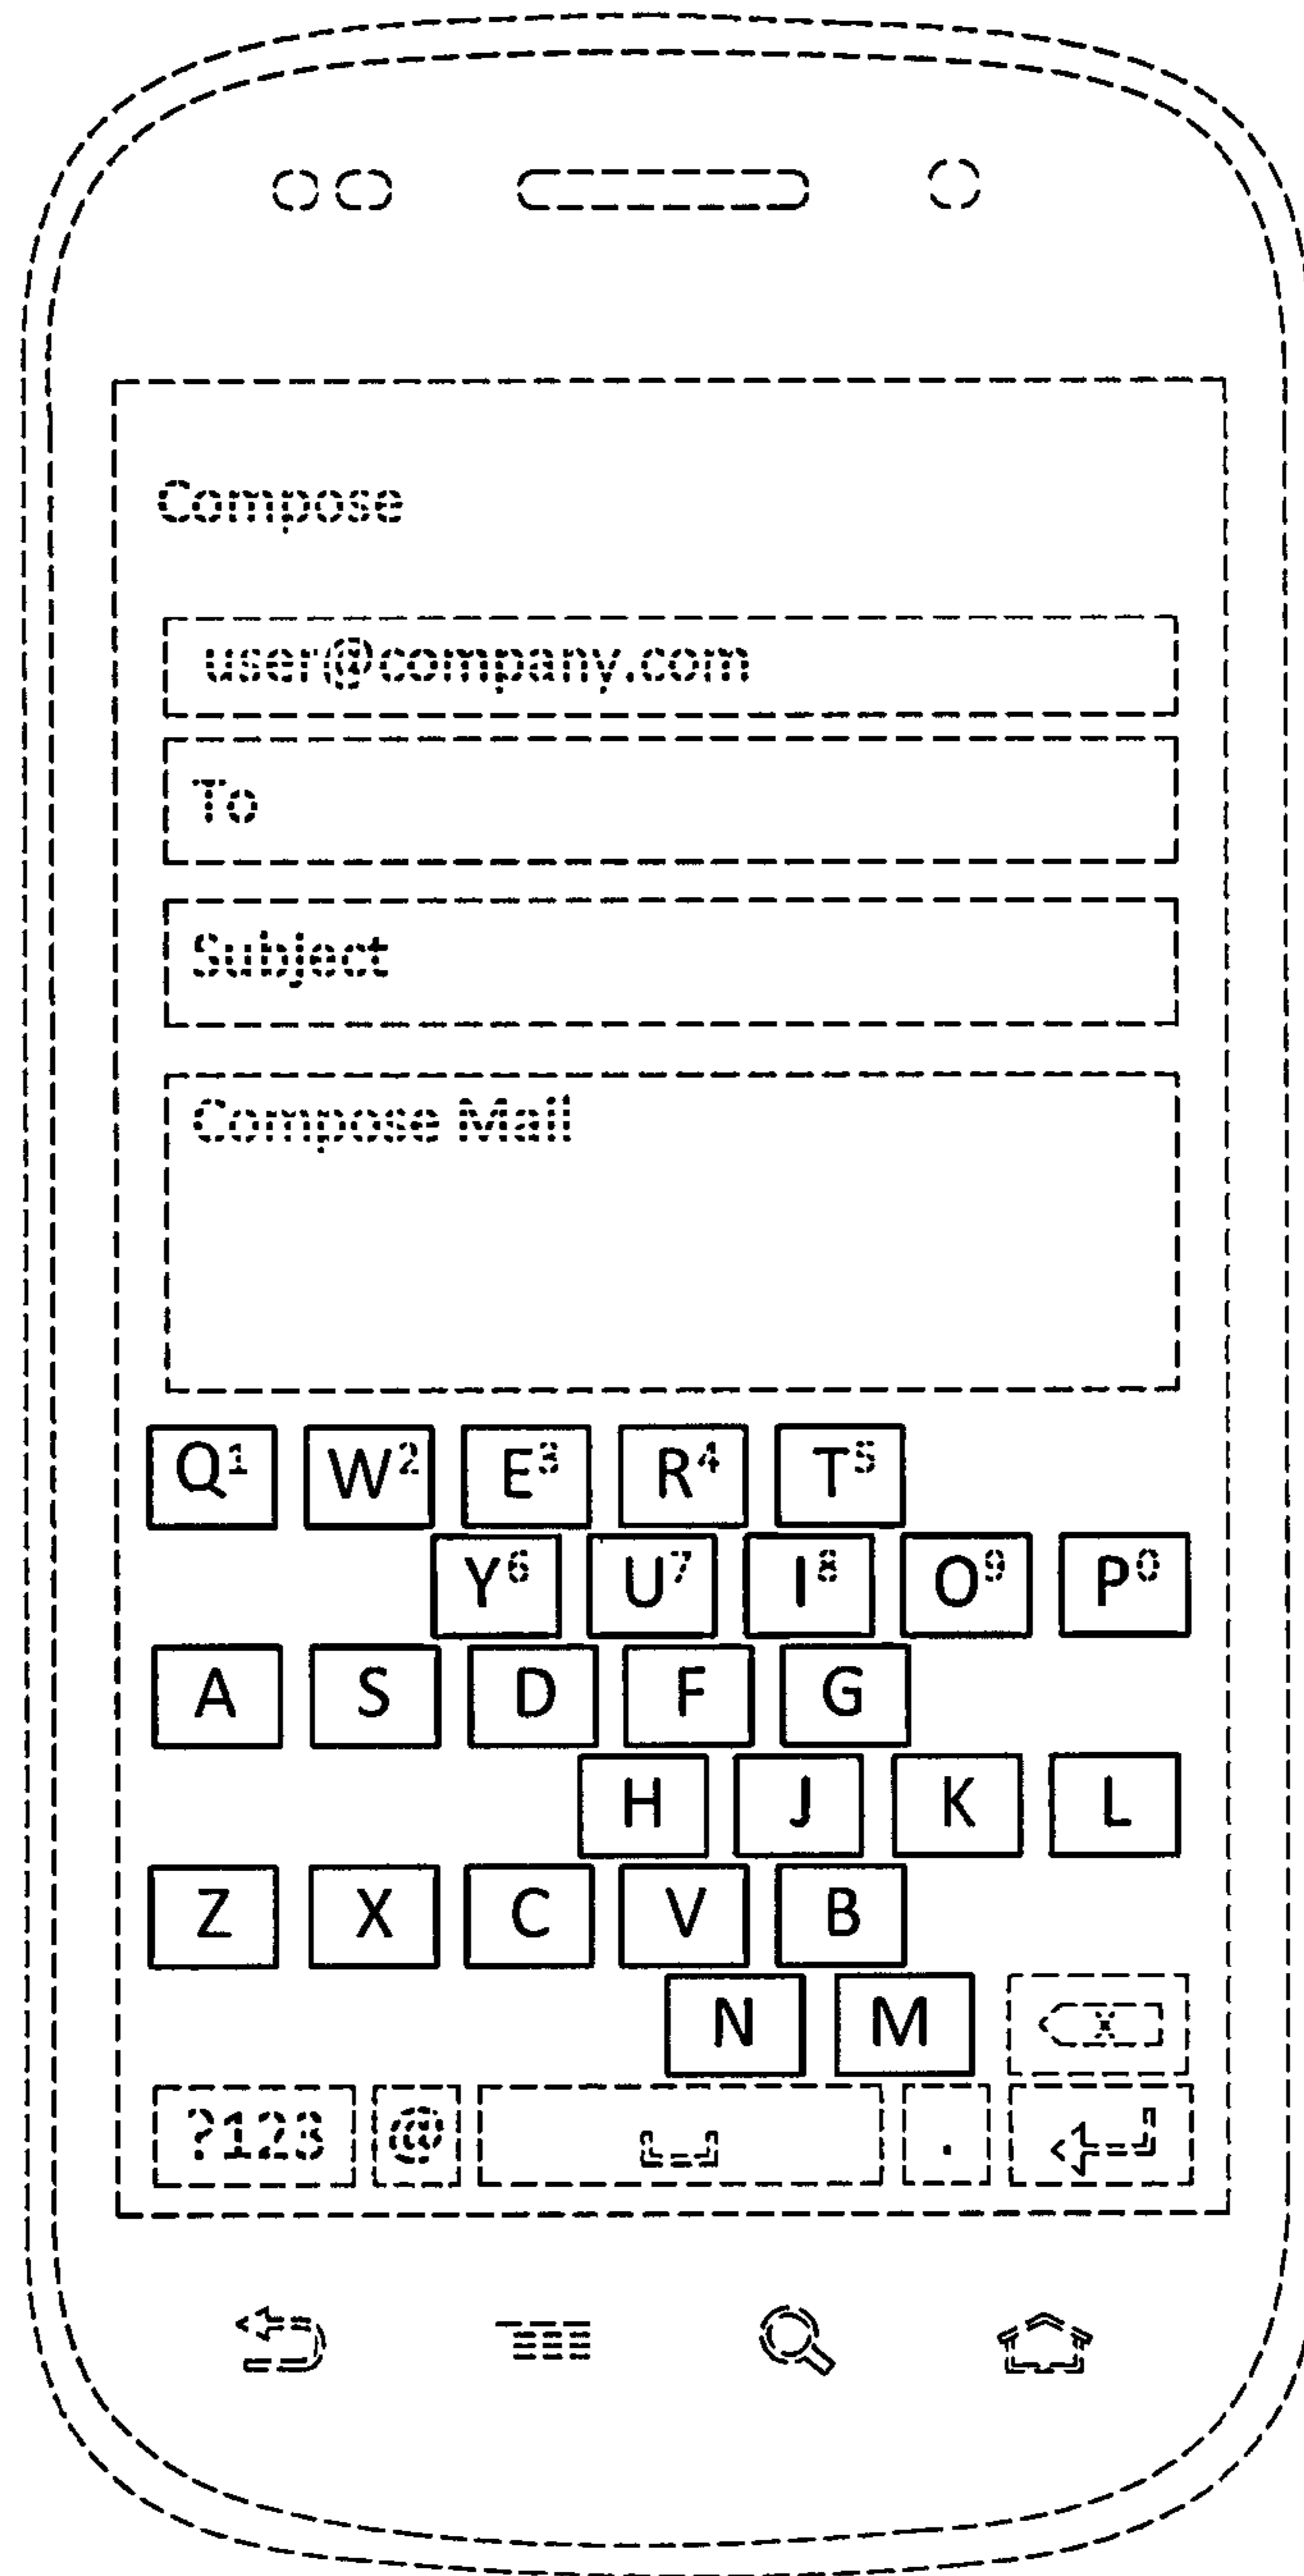 Compose
user@company.com
To
Subject
Compose Mail
Q1 W2 E3 R4 T5
Y6 U7 I8 O9 P0
A S D F G
H J K L
Z X C V B
N M X
?123 @ .